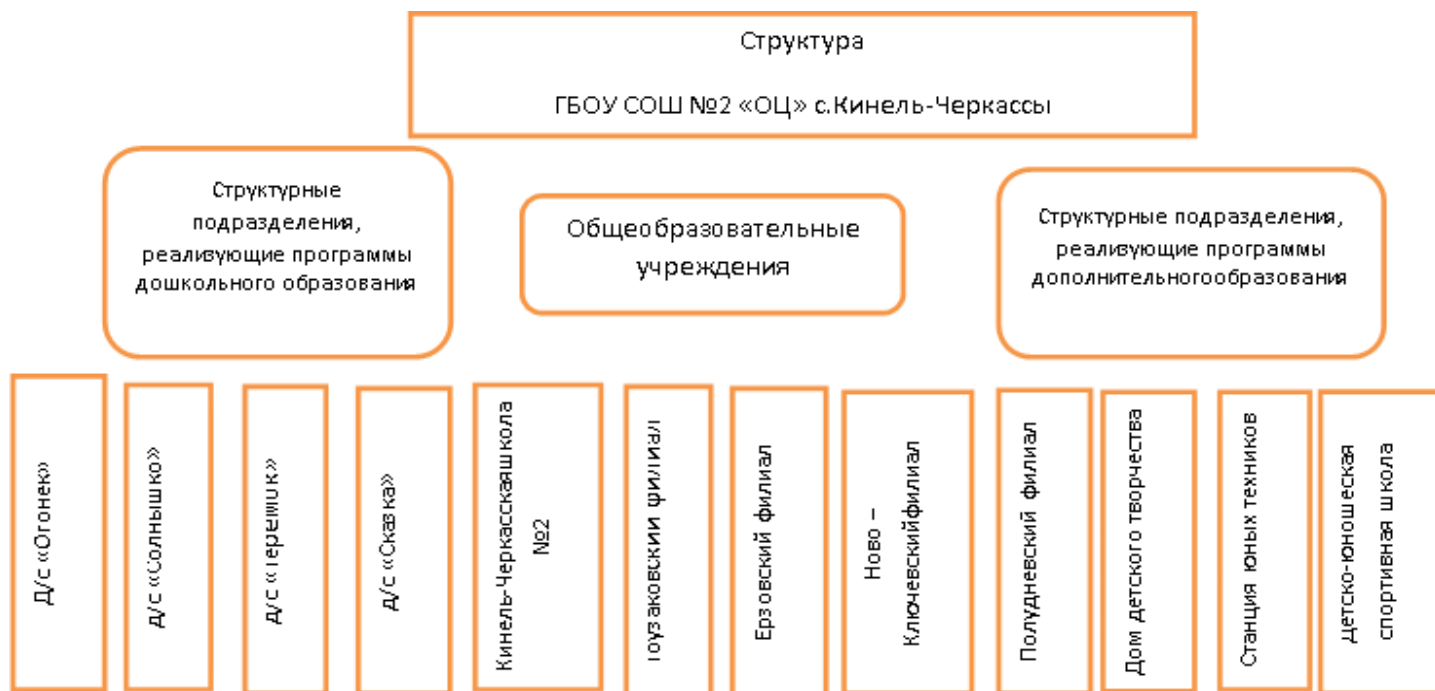 Структура
ГБОУ СОШ №2 «ОЦ» с.Кинель-Черкассы
Структурные
подразделения,
реализующие программы
дошкольного образования
Общеобразовательные
учреждения
Структурные подразделения,
реализующие программы
дополнительногообразования
Д/с «Огонек»
д/с «Солнышко»
д/с «Теремок»
д/с «Сказка»
Кинель-Черкасскаяшкола
№2
филиал
Ерзовский филиал
Ново –
Ключевскийфилиал
Полудневский филиал
Дом детского творчества
Станция юных техников
детско-юношеская
спортивная школа